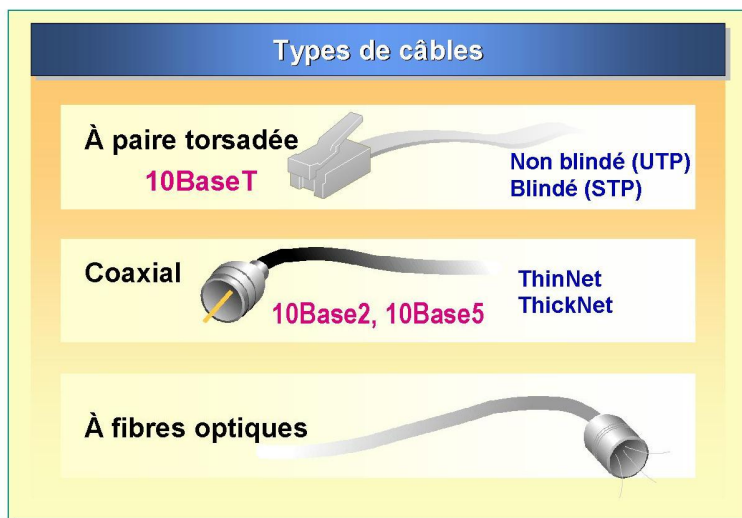 Types de câbles
À paire torsadée
10BaseT
Non blindé (UTP)
Blindé (STP)
Coaxial
10Base2, 10Base5
ThinNet
ThickNet
À fibres optiques